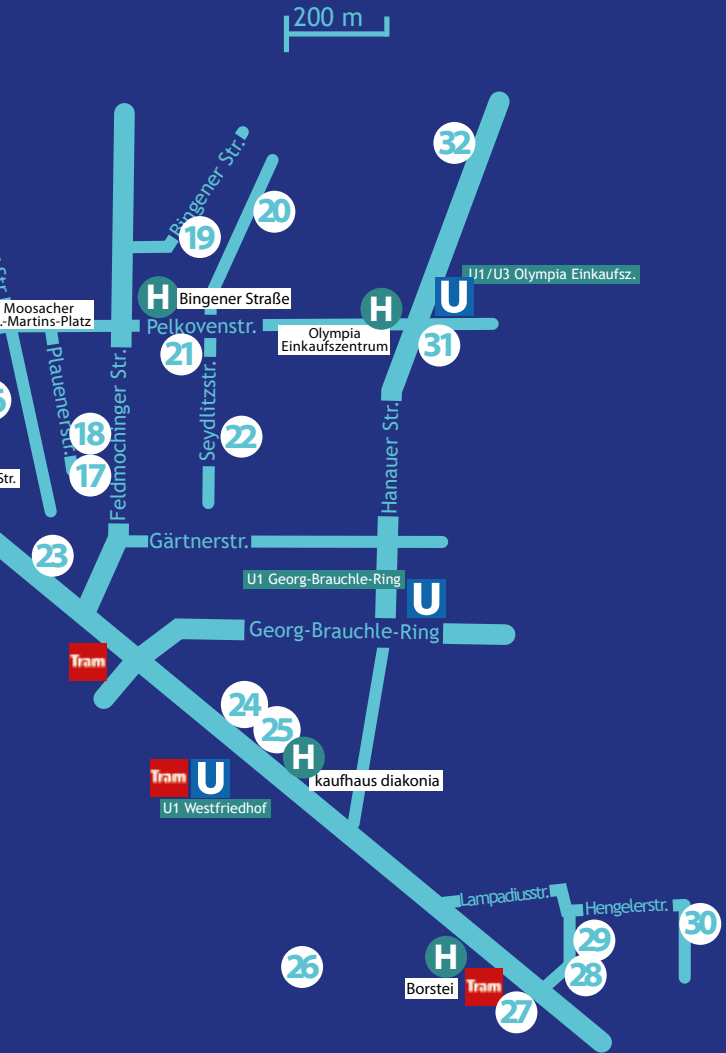 200 m
32
Bingener Str.
20
19
U1/U3 Olympia Einkaufsz.
H
Bingener Straße
H
U
Moosacher
.-Martins-Platz
Pelkovenstr.
Olympia
Einkaufszentrum
31
21
Plauenerstr.
Feldmochinger Str.
Seydlitzstr.
Hanauer Str.
18
22
17
Str.
23
Gärtnerstr.
U1 Georg-Brauchle-Ring
U
Georg-Brauchle-Ring
Tram
24
25
H
kaufhaus diakonia
Tram
U
U1 Westfriedhof
Lampadiusstr.
Hengelerstr.
30
29
26
H
28
Borstei
Tram
27